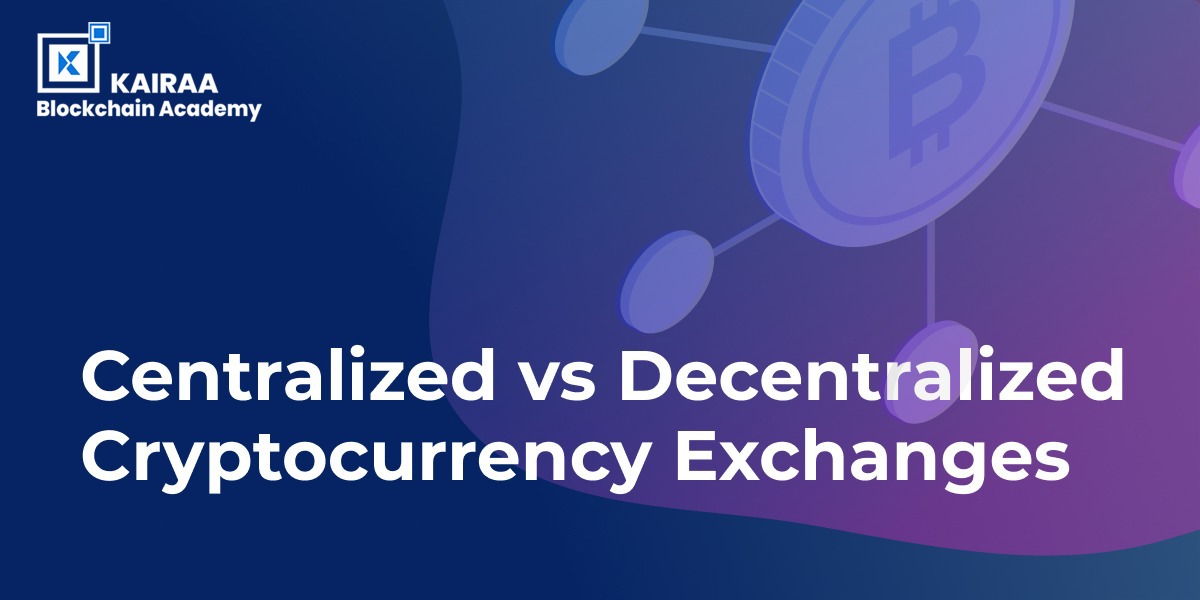 KAIRAA
Blockchain Academy
Centralized vs Decentralized
Cryptocurrency Exchanges